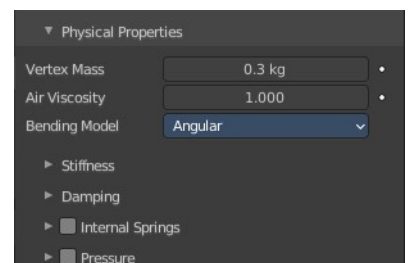 Physical Properties
Vertex Mass 0.3 kg
Air Viscosity 1.000
Bending Model Angular
Stiffness
Damping
Internal Springs
Pressure